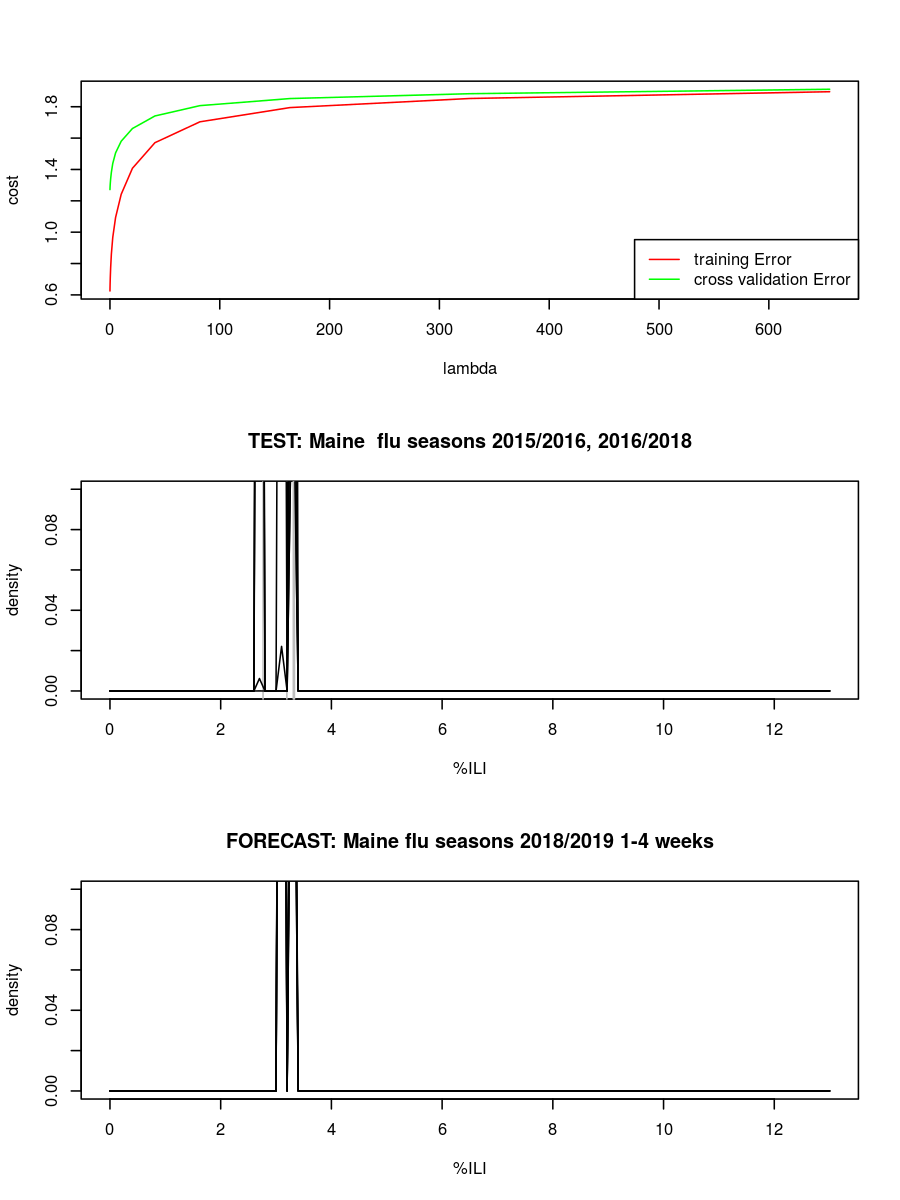 cost
0.6 1.0 1.4 1.8
training Error
cross validation Error
0 100 200 300 400 500 600
lambda
TEST: Maine  flu seasons 2015/2016, 2016/2018
density
0.00 0.04 0.08
0 2 4 6 8 10 12
%ILI
FORECAST: Maine flu seasons 2018/2019 1-4 weeks
density
0.00 0.04 0.08
0 2 4 6 8 10 12
%ILI